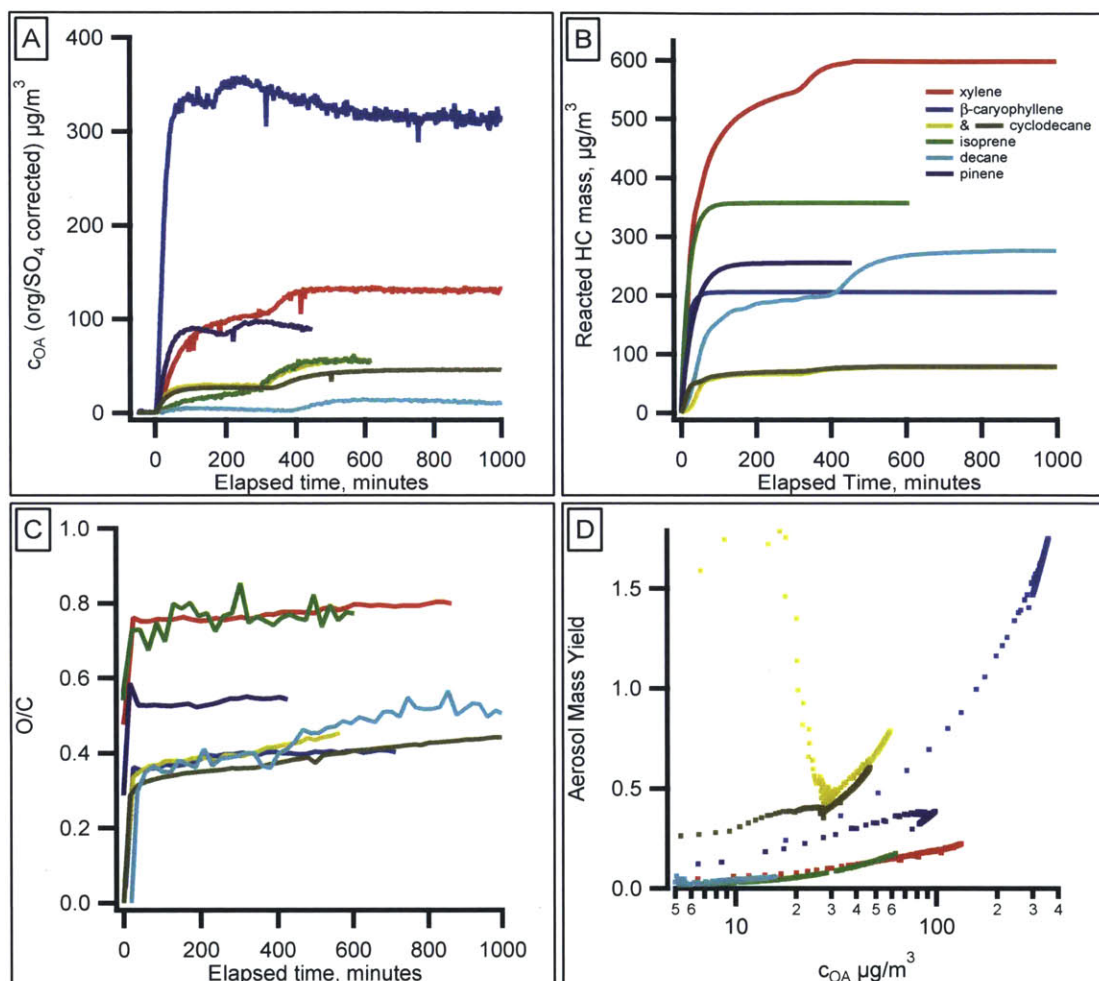 A
400
300
200
100
0
c_OA (org/SO₄ corrected) µg/m³
0
200
400
600
800
1000
Elapsed time, minutes
B
600
500
400
300
200
100
0
Reacted HC mass, µg/m³
xylene
β-caryophyllene
& cyclodecane
isoprene
decane
pinene
0
200
400
600
800
1000
Elapsed Time, minutes
C
1.0
0.8
0.6
0.4
0.2
0.0
O/C
0
200
400
600
800
1000
Elapsed time, minutes
D
1.5
1.0
0.5
0.0
Aerosol Mass Yield
5 6 2 3 4 5 6 2 3 4
10 100
c_OA µg/m³